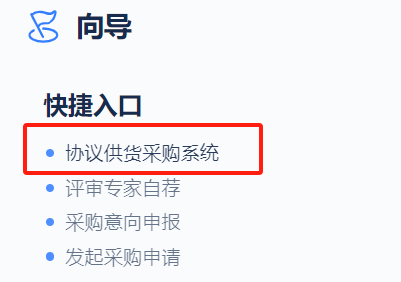 向导
快捷入口
协议供货采购系统
评审专家自荐
采购意向申报
发起采购申请